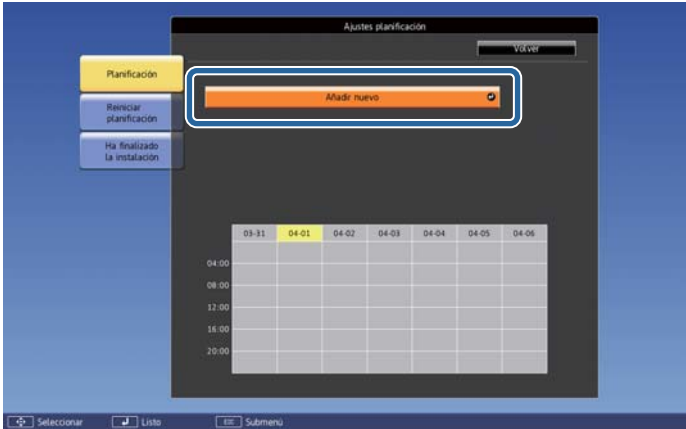 Ajustes planificación
Volver
Planificación
Añadir nuevo
Reiniciar
planificación
Ha finalizado
la instalación
03-31 04-01 04-02 04-03 04-04 04-05 04-06
04:00
08:00
12:00
16:00
20:00
Seleccionar Listo Esc Submenú